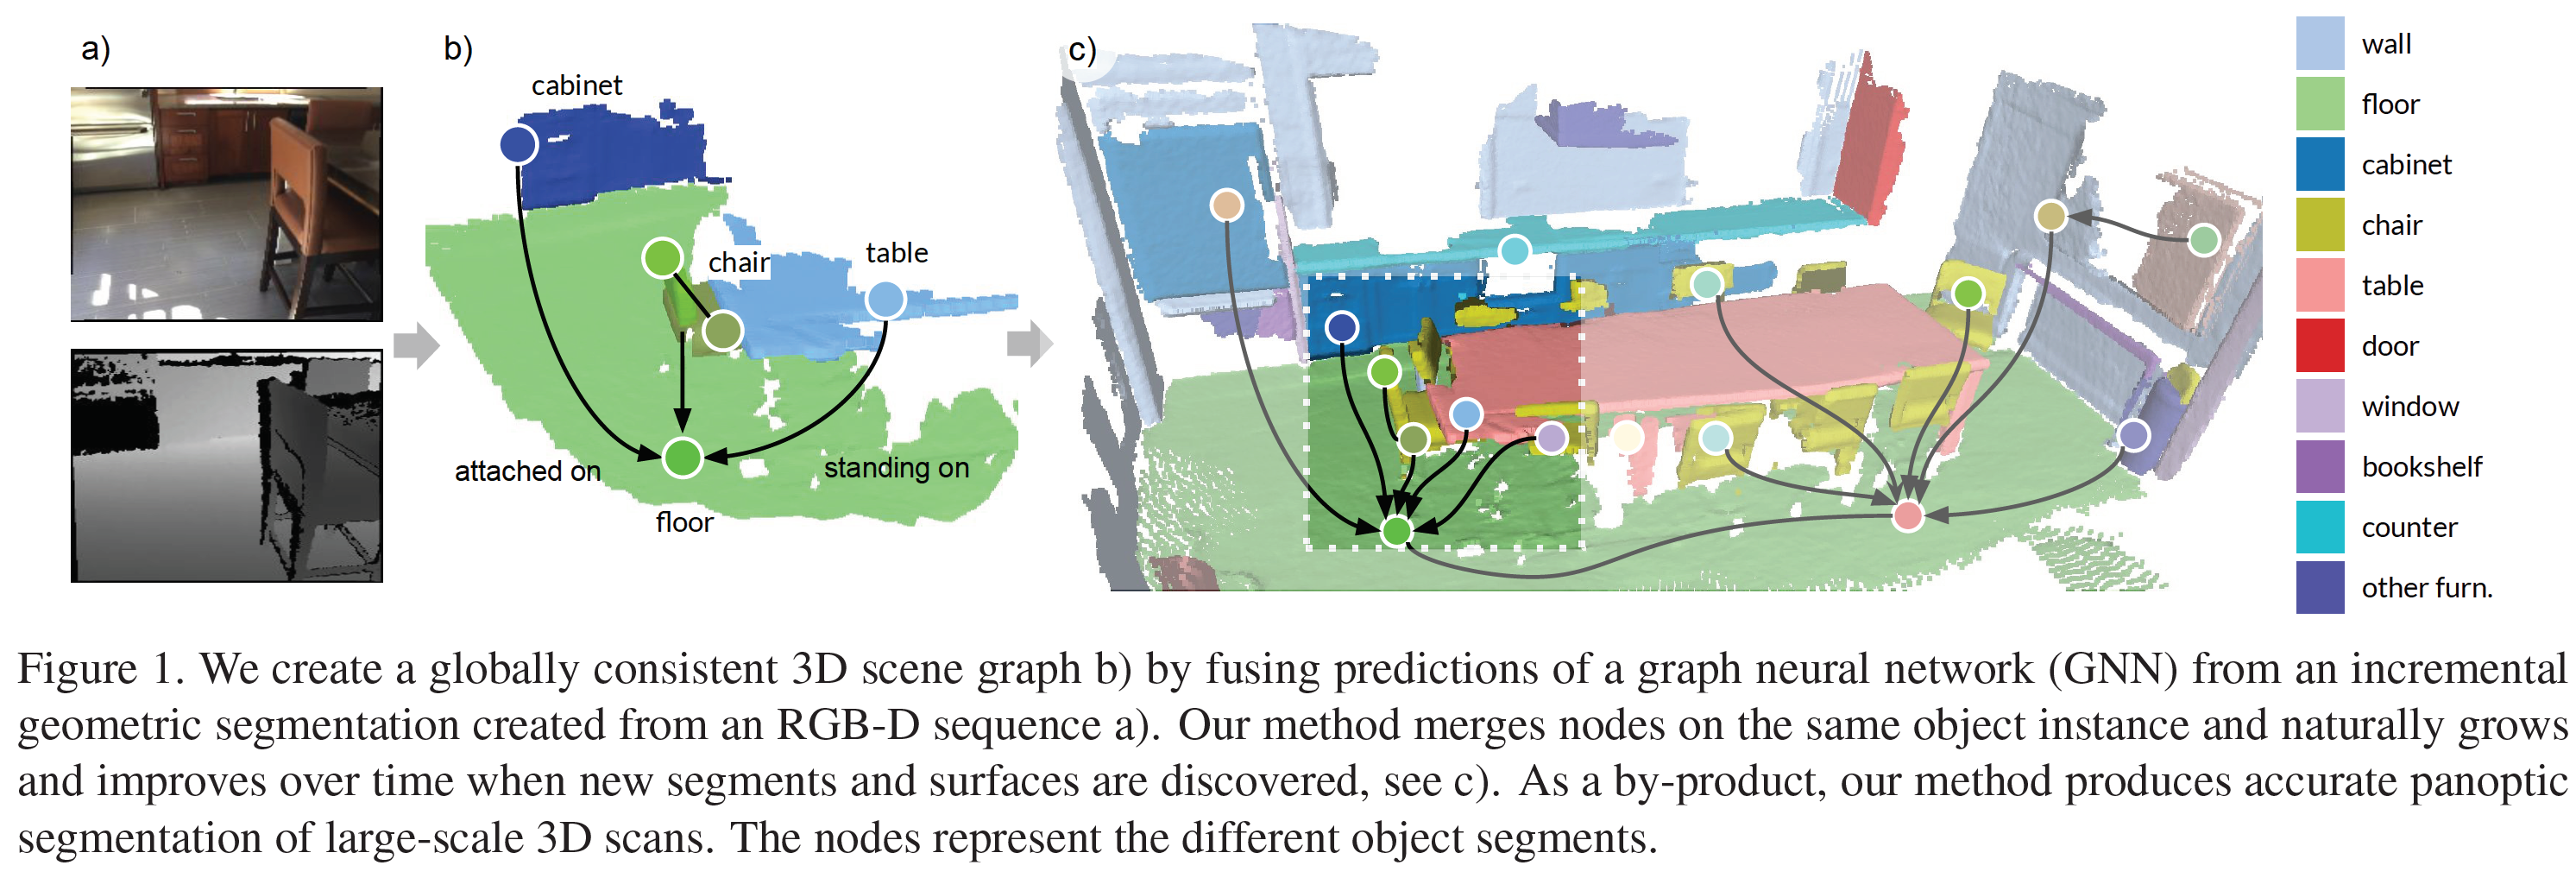 a)
b)
cabinet
chair
table
attached on
standing on
floor
c)
wall
floor
cabinet
chair
table
door
window
bookshelf
counter
other furn.
Figure 1. We create a globally consistent 3D scene graph b) by fusing predictions of a graph neural network (GNN) from an incremental
geometric segmentation created from an RGB-D sequence a). Our method merges nodes on the same object instance and naturally grows
and improves over time when new segments and surfaces are discovered, see c). As a by-product, our method produces accurate panoptic
segmentation of large-scale 3D scans. The nodes represent the different object segments.